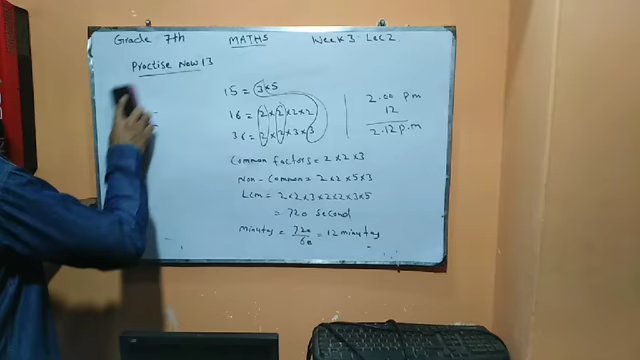 Grade 7th MATHS Week 3 Lec 2
Practise Now 13
15 = 3×5
16 = 2×2×2×2
36 = 2×2×3×3
2.00 pm
12
2.12 p.m
Common factors = 2×2×3
Non-Common = 2×2×5×3
Lcm = 2×2×3×2×2×3×5
= 720 second
Minutes = 720/60 = 12 minutes